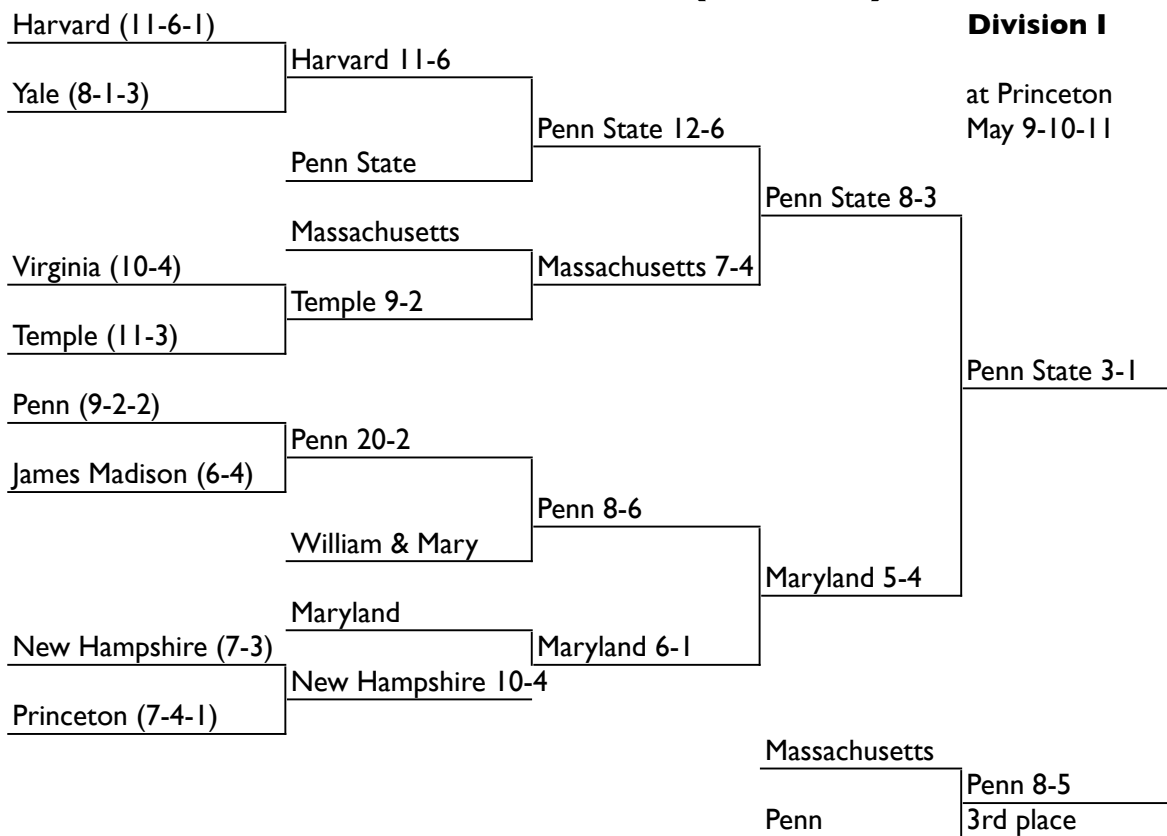 Harvard (11-6-1)
Division I
Harvard 11-6
Yale (8-1-3)
at Princeton
Penn State 12-6
May 9-10-11
Penn State
Penn State 8-3
Massachusetts
Virginia (10-4)
Massachusetts 7-4
Temple 9-2
Temple (11-3)
Penn State 3-1
Penn (9-2-2)
Penn 20-2
James Madison (6-4)
Penn 8-6
William & Mary
Maryland 5-4
Maryland
New Hampshire (7-3)
Maryland 6-1
New Hampshire 10-4
Princeton (7-4-1)
Massachusetts
Penn 8-5
Penn
3rd place